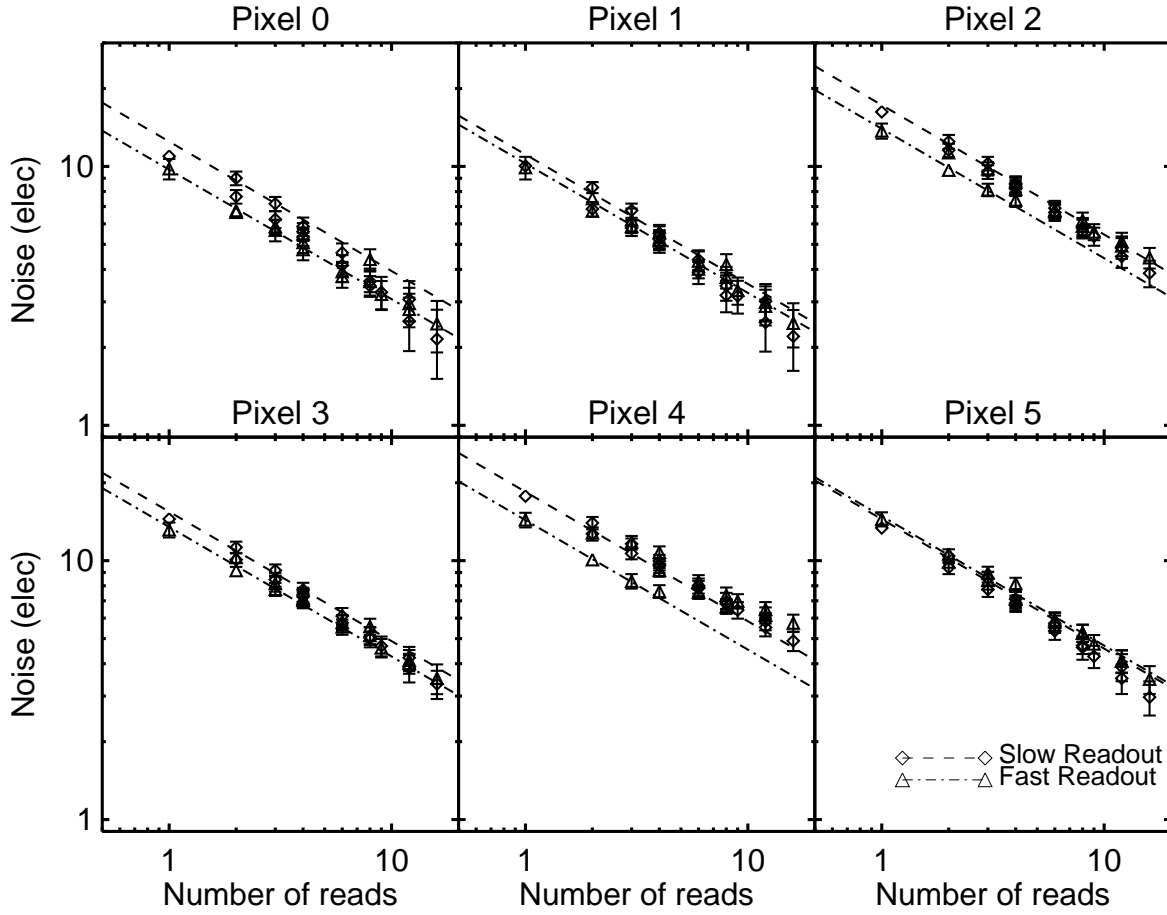 Pixel 0 Pixel 1 Pixel 2
Noise (elec)
10
1
Pixel 3 Pixel 4 Pixel 5
Noise (elec)
10
1
Slow Readout
Fast Readout
1 10 1 10 1 10
Number of reads Number of reads Number of reads